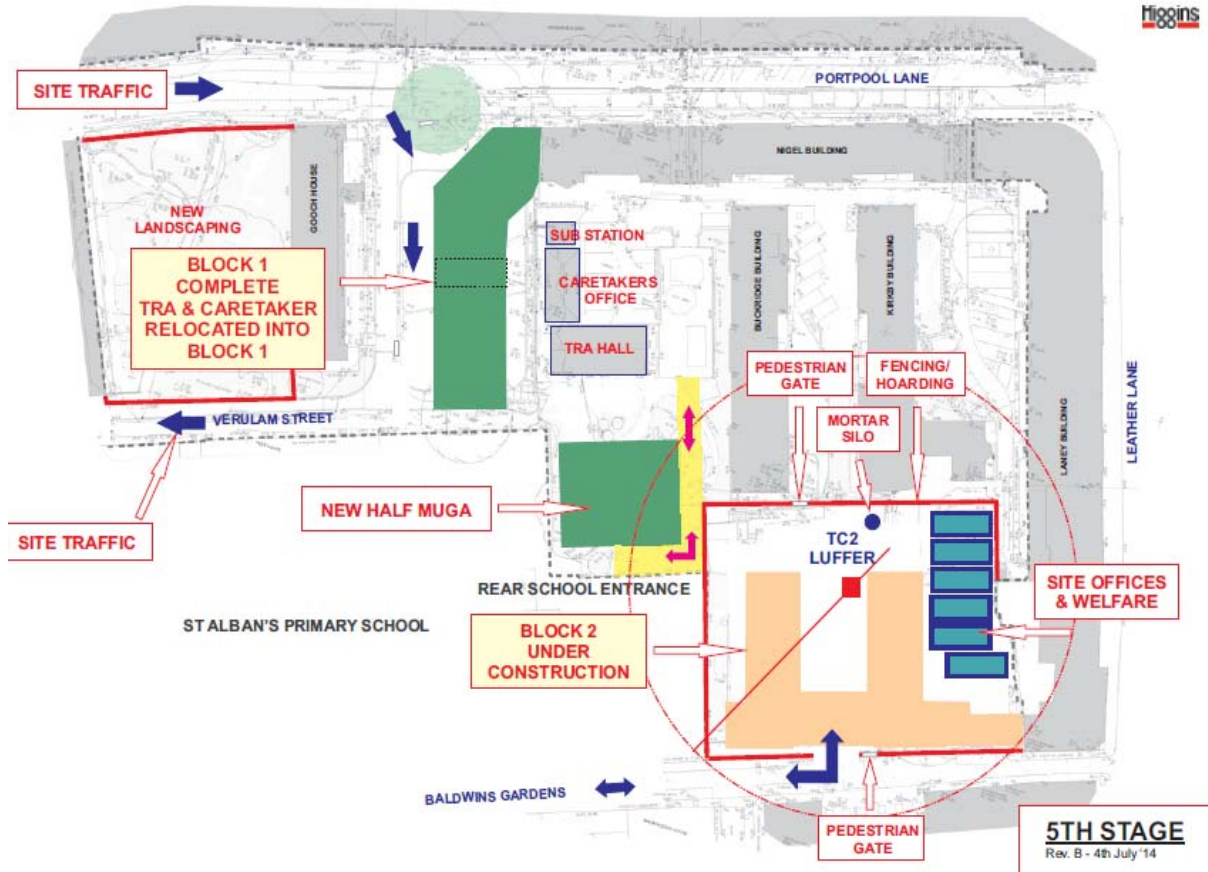 Higgins
SITE TRAFFIC
PORTPOOL LANE
NIGEL BUILDING
GOOCH HOUSE
NEW
LANDSCAPING
SUB STATION
BLOCK 1
COMPLETE
TRA & CARETAKER
RELOCATED INTO
BLOCK 1
CARETAKERS
OFFICE
TRA HALL
BUCKRIDGE BUILDING
KIRKBY BUILDING
LANEY BUILDING
LEATHER LANE
PEDESTRIAN
GATE
FENCING/
HOARDING
MORTAR
SILO
VERULAM STREET
NEW HALF MUGA
SITE TRAFFIC
TC2
LUFFER
REAR SCHOOL ENTRANCE
SITE OFFICES
& WELFARE
ST ALBAN'S PRIMARY SCHOOL
BLOCK 2
UNDER
CONSTRUCTION
BALDWINS GARDENS
PEDESTRIAN
GATE
5TH STAGE
Rev. B - 4th July '14